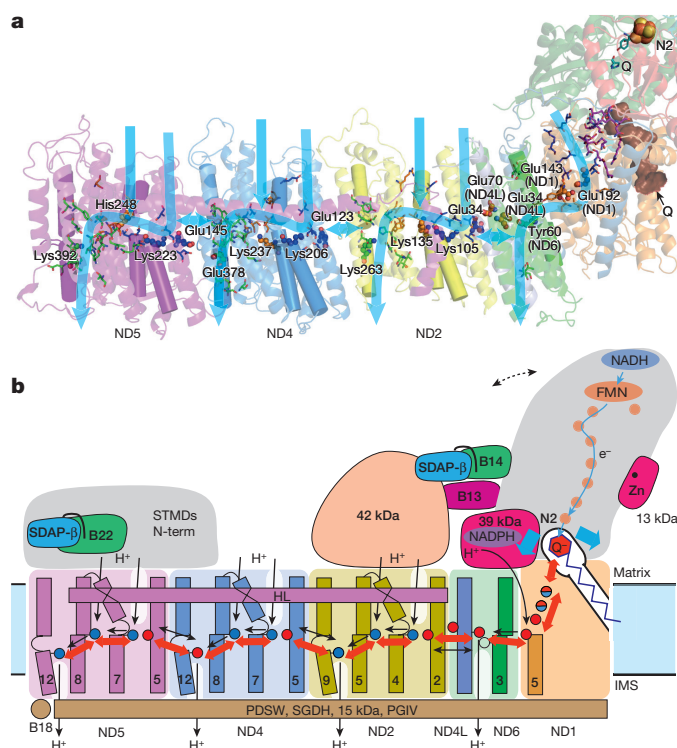 a
N2
Q
Glu143
(ND1)
Glu70
(ND4L)
Glu34
(ND4L)
Glu192
(ND1)
His248
Glu145
Glu123
Glu34
Q
Lys392
Lys223
Lys237
Lys206
Lys135
Lys105
Tyr60
(ND6)
Glu378
Lys263
ND5
ND4
ND2
b
NADH
FMN
e–
SDAP-β
B14
B13
Zn
13 kDa
42 kDa
39 kDa
NADPH
N2
STMDs
N-term
SDAP-β
B22
H+
H+
H+
H+
Q–
Matrix
HL
12
8
7
5
12
8
7
5
9
5
4
2
3
5
IMS
PDSW, SGDH, 15 kDa, PGIV
B18
ND5
ND4
ND2
ND4L
ND6
ND1
H+
H+
H+
H+